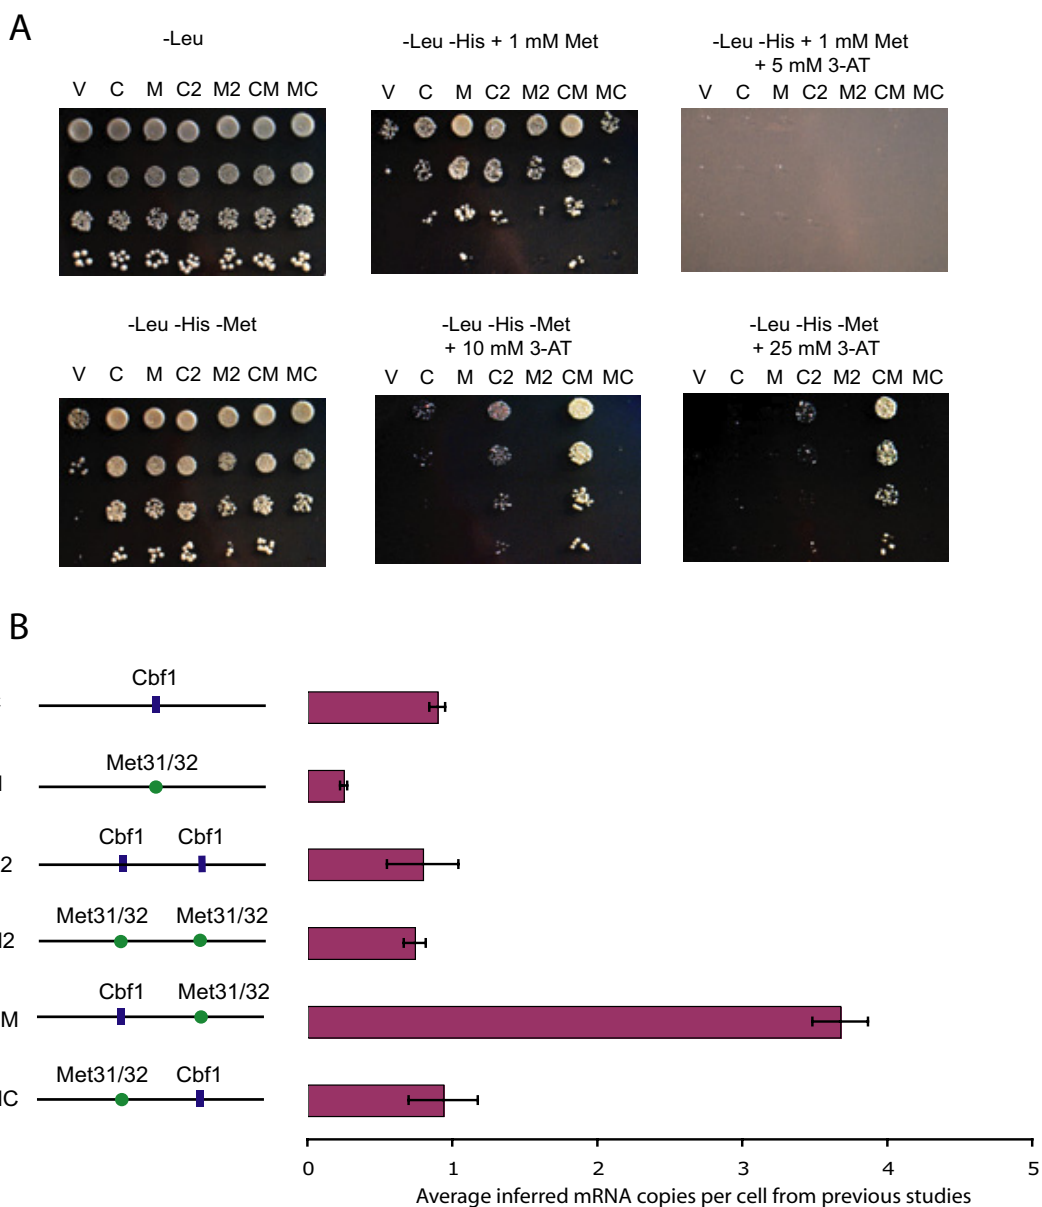 A
-Leu
V C M C2 M2 CM MC
-Leu -His + 1 mM Met
V C M C2 M2 CM MC
-Leu -His + 1 mM Met
+ 5 mM 3-AT
V C M C2 M2 CM MC
-Leu -His -Met
V C M C2 M2 CM MC
-Leu -His -Met
+ 10 mM 3-AT
V C M C2 M2 CM MC
-Leu -His -Met
+ 25 mM 3-AT
V C M C2 M2 CM MC
B
Cbf1
Met31/32
Cbf1 Cbf1
2
Met31/32 Met31/32
2
Cbf1 Met31/32
M
Met31/32 Cbf1
C
0 1 2 3 4 5
Average inferred mRNA copies per cell from previous studies